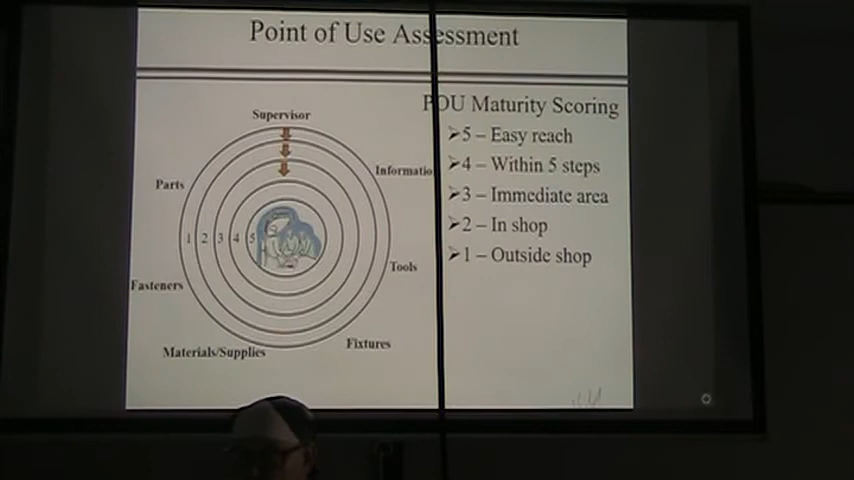 Point of Use Assessment
POU Maturity Scoring
➢5 – Easy reach
➢4 – Within 5 steps
➢3 – Immediate area
➢2 – In shop
➢1 – Outside shop
Supervisor
Informatio
Parts
1 2 3 4 5
Tools
Fasteners
Fixtures
Materials/Supplies